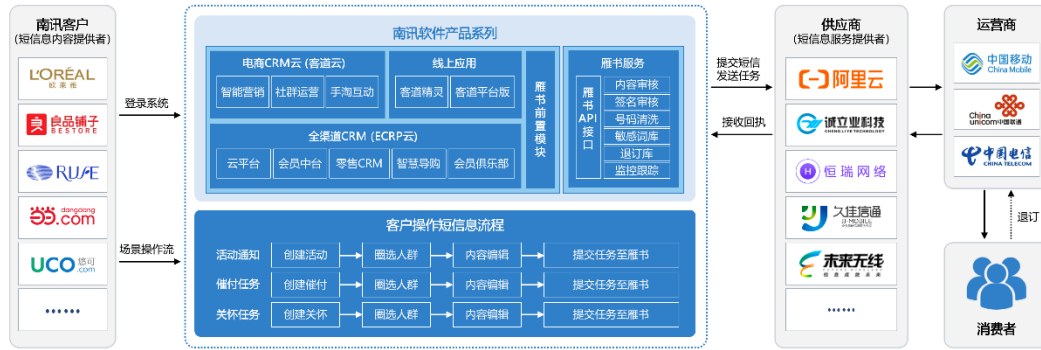 南讯客户
(短信息内容提供者)
L'ORÉAL
欧莱雅
良品铺子
BESTORE
dangdang
当当.com
UCO 悠可
.com
……
登录系统
场景操作流
南讯软件产品系列
电商CRM云 (客道云)
智能营销
社群运营
手淘互动
线上应用
客道精灵
客道平台版
全渠道CRM (ECRP云)
云平台
会员中台
零售CRM
智慧导购
会员俱乐部
雁书前置模块
雁书服务
雁书API接口
内容审核
签名审核
号码清洗
敏感词库
退订库
监控跟踪
客户操作短信息流程
活动通知
创建活动
圈选人群
内容编辑
提交任务至雁书
催付任务
创建催付
圈选人群
内容编辑
提交任务至雁书
关怀任务
创建关怀
圈选人群
内容编辑
提交任务至雁书
提交短信
发送任务
接收回执
供应商
(短信息服务提供者)
阿里云
诚立业科技
CHENG LIYE TECHNOLOGY
恒瑞网络
久佳信通
未来无线
……
运营商
中国移动
China Mobile
China
unicom中国联通
中国电信
CHINA TELECOM
退订
消费者